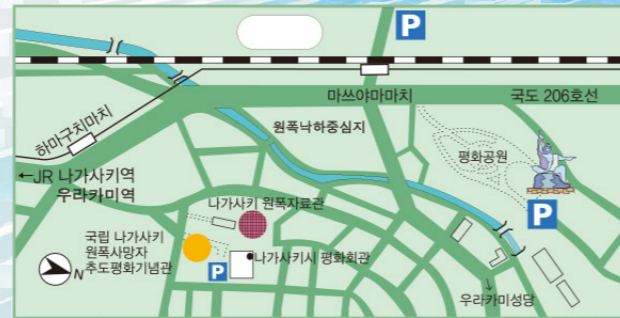 P
마쓰야마마치
국도 206호선
하마구치마치
원폭낙하중심지
평화공원
←JR 나가사키역
우라카미역
나가사키 원폭자료관
P
국립 나가사키
원폭사망자
추도평화기념관
P
나가사키시 평화회관
N
우라카미성당